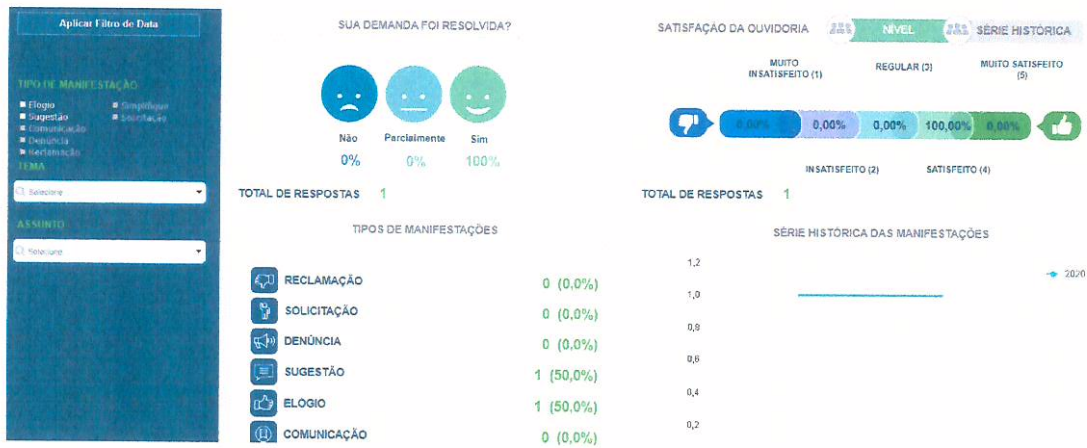 Aplicar Filtro de Data
TIPO DE MANIFESTAÇÃO
Elogio
Simplifique
Sugestão
Solicitação
Comunicação
Denúncia
Reclamação
TEMA
Selecione
ASSUNTO
Selecione
SUA DEMANDA FOI RESOLVIDA?
Não
Parcialmente
Sim
0%
0%
100%
TOTAL DE RESPOSTAS 1
SATISFAÇÃO DA OUVIDORIA
NÍVEL
SÉRIE HISTÓRICA
MUITO
INSATISFEITO (1)
REGULAR (3)
MUITO SATISFEITO
(5)
0,00%
0,00%
0,00%
100,00%
0,00%
INSATISFEITO (2)
SATISFEITO (4)
TOTAL DE RESPOSTAS 1
TIPOS DE MANIFESTAÇÕES
RECLAMAÇÃO 0 (0,0%)
SOLICITAÇÃO 0 (0,0%)
DENÚNCIA 0 (0,0%)
SUGESTÃO 1 (50,0%)
ELOGIO 1 (50,0%)
COMUNICAÇÃO 0 (0,0%)
SÉRIE HISTÓRICA DAS MANIFESTAÇÕES
1,2
1,0
0,8
0,6
0,4
0,2
2020